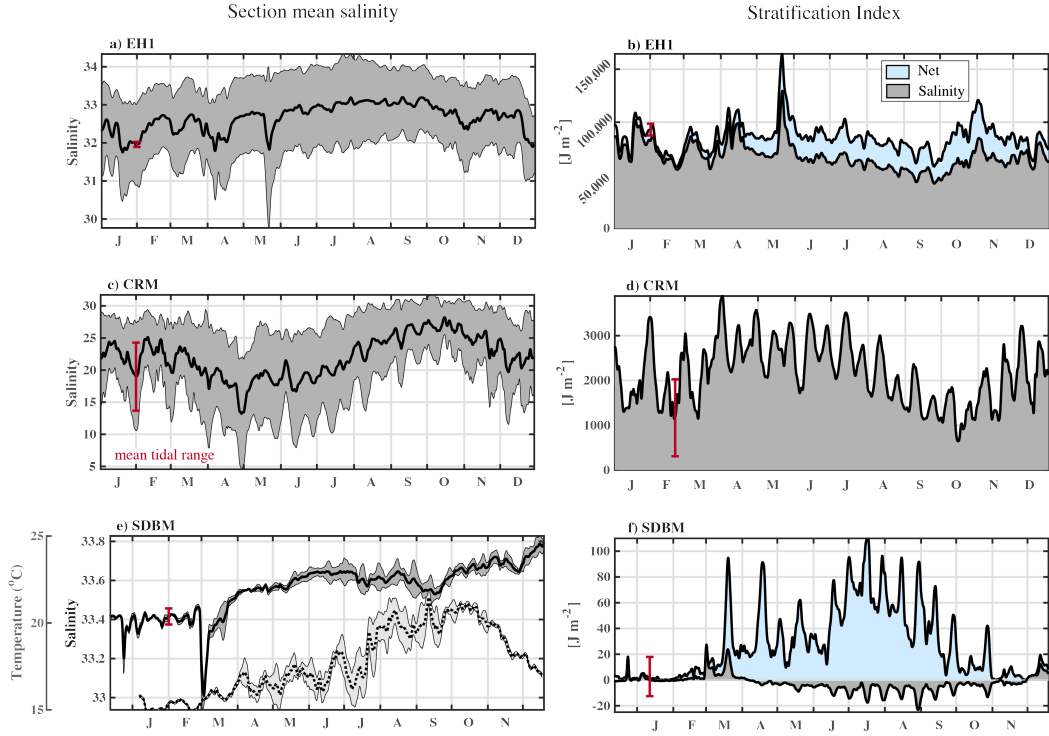 Section mean salinity
Stratification Index
a) EH1
34
33
32
31
30
Salinity
J F M A M J J A S O N D
b) EH1
150,000
100,000
50,000
0
[J m-2]
Net
Salinity
J F M A M J J A S O N D
c) CRM
30
25
20
15
10
5
Salinity
mean tidal range
J F M A M J J A S O N D
d) CRM
3000
2000
1000
0
[J m-2]
J F M A M J J A S O N D
e) SDBM
25
20
15
Temperature (°C)
33.8
33.6
33.4
33.2
33
Salinity
J F M A M J J A S O N
f) SDBM
100
80
60
40
20
0
-20
[J m-2]
J F M A M J J A S O N D